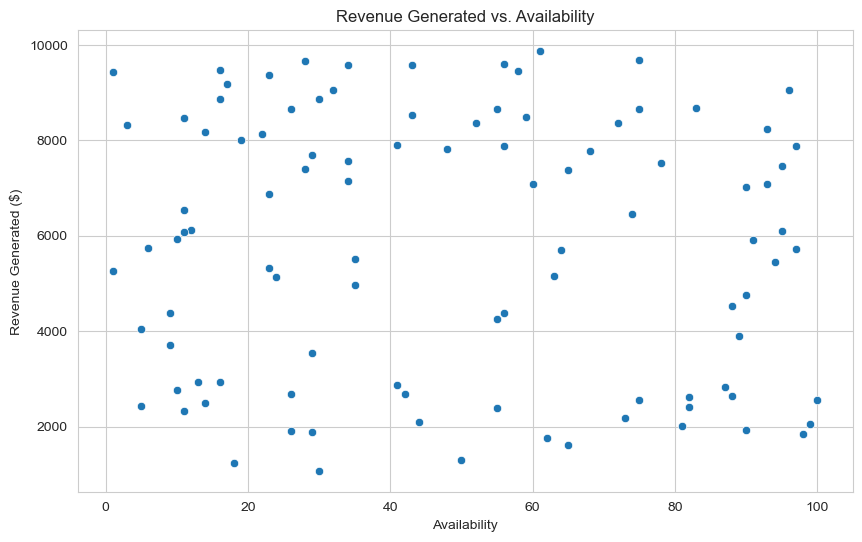 Revenue Generated vs. Availability
10000
8000
6000
4000
2000
Revenue Generated ($)
0 20 40 60 80 100
Availability